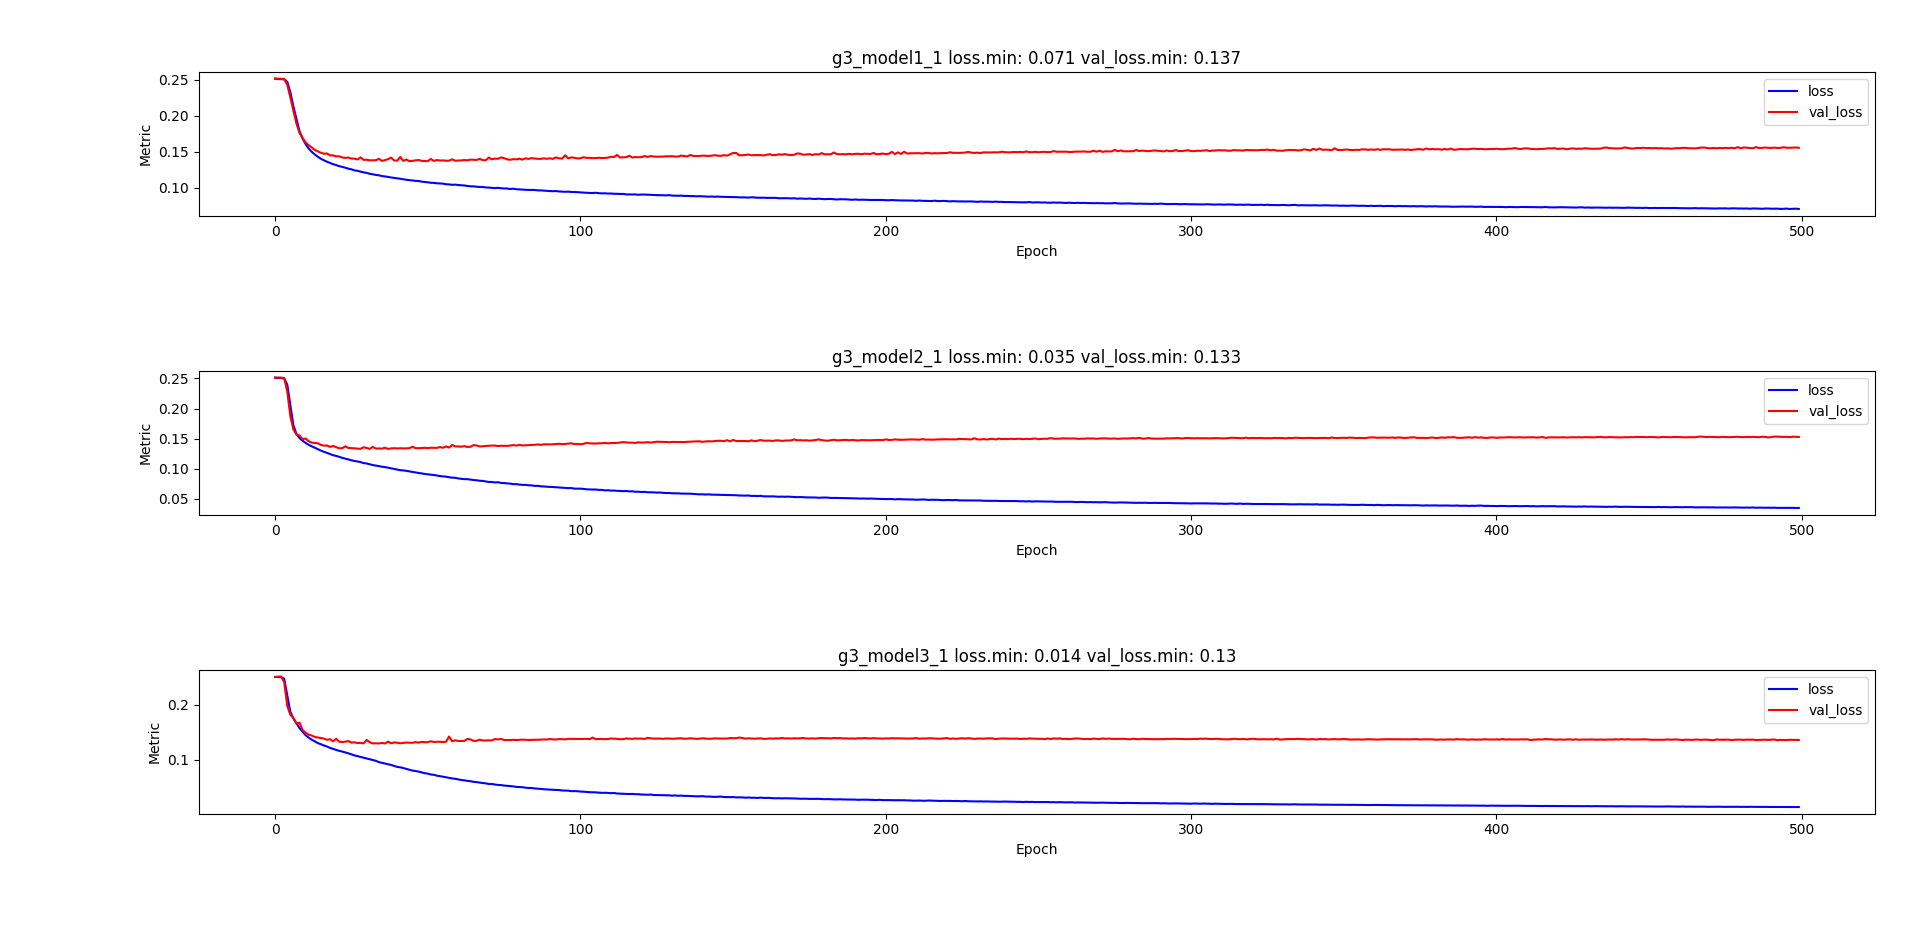 g3_model1_1 loss.min: 0.071 val_loss.min: 0.137
0.25
0.20
0.15
0.10
Metric
loss
val_loss
0 100 200 300 400 500
Epoch
g3_model2_1 loss.min: 0.035 val_loss.min: 0.133
0.25
0.20
0.15
0.10
0.05
Metric
loss
val_loss
0 100 200 300 400 500
Epoch
g3_model3_1 loss.min: 0.014 val_loss.min: 0.13
0.2
0.1
Metric
loss
val_loss
0 100 200 300 400 500
Epoch